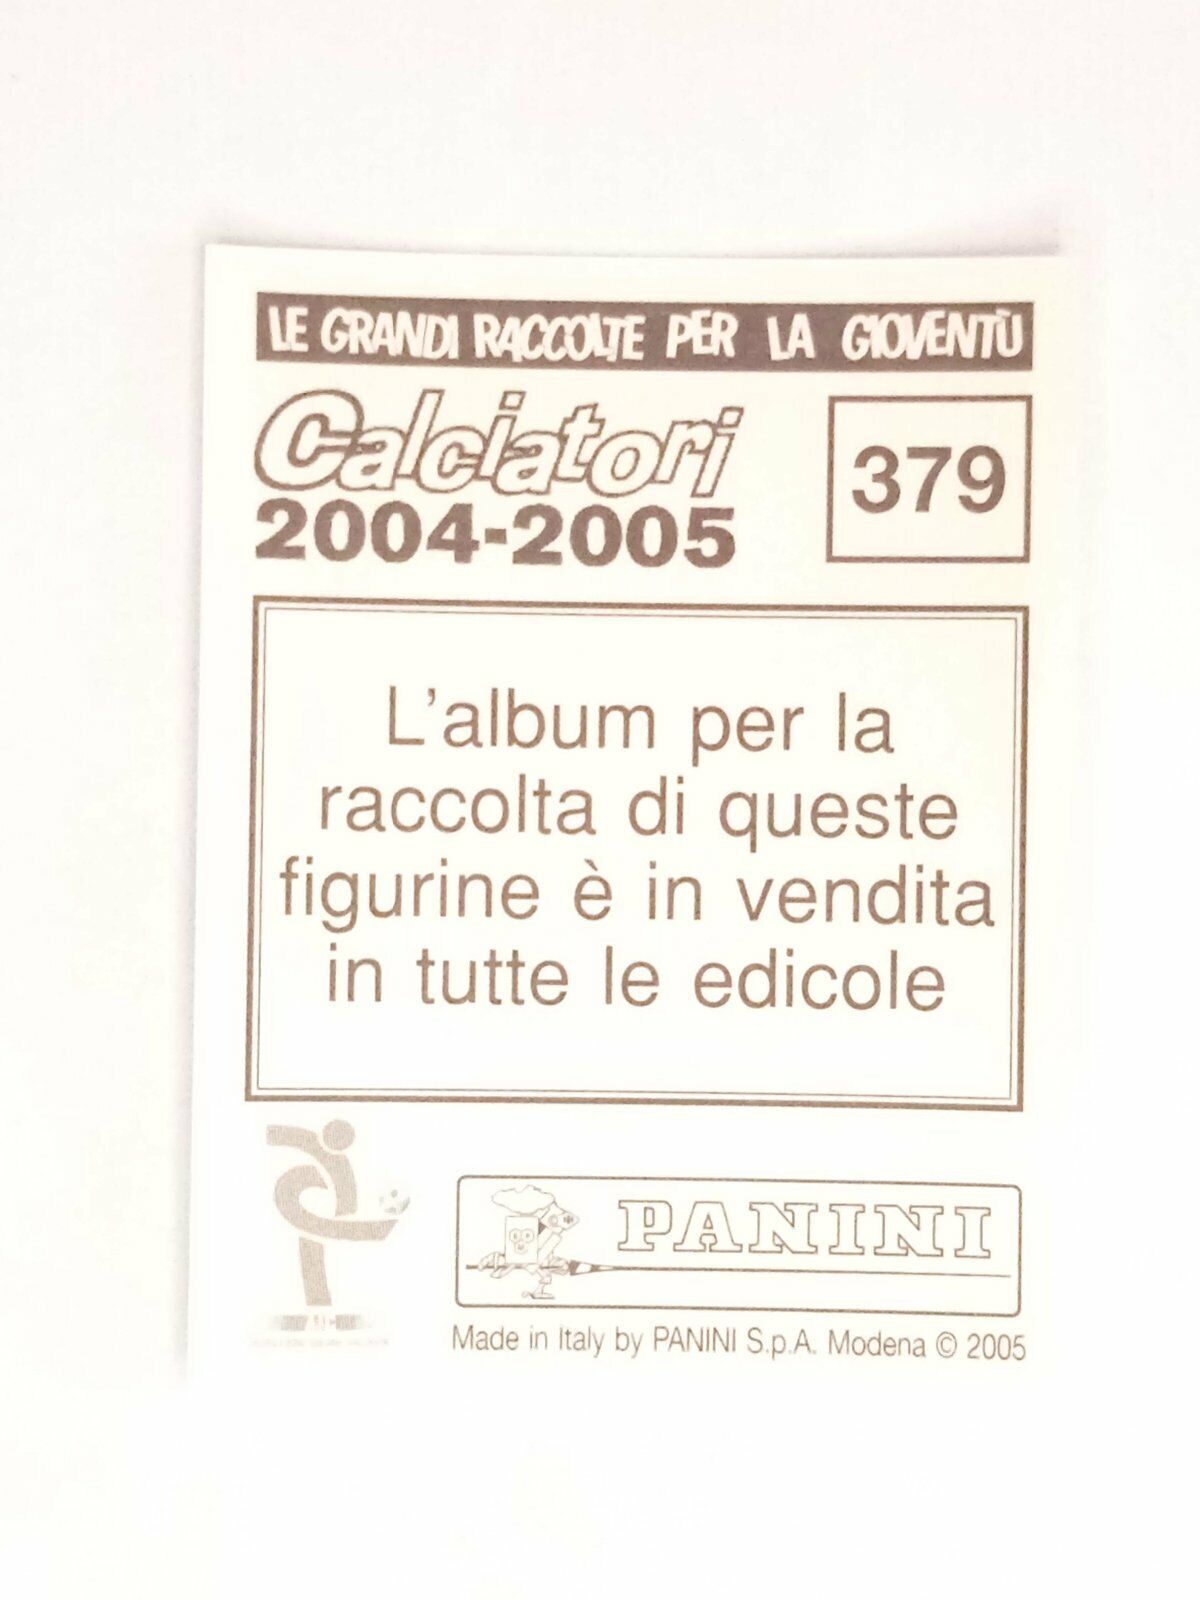 LE GRANDI RACCOLTE PER LA GIOVENTÙ
Calciatori
2004-2005
379
L'album per la
raccolta di queste
figurine è in vendita
in tutte le edicole
PANINI
Made in Italy by PANINI S.p.A. Modena © 2005